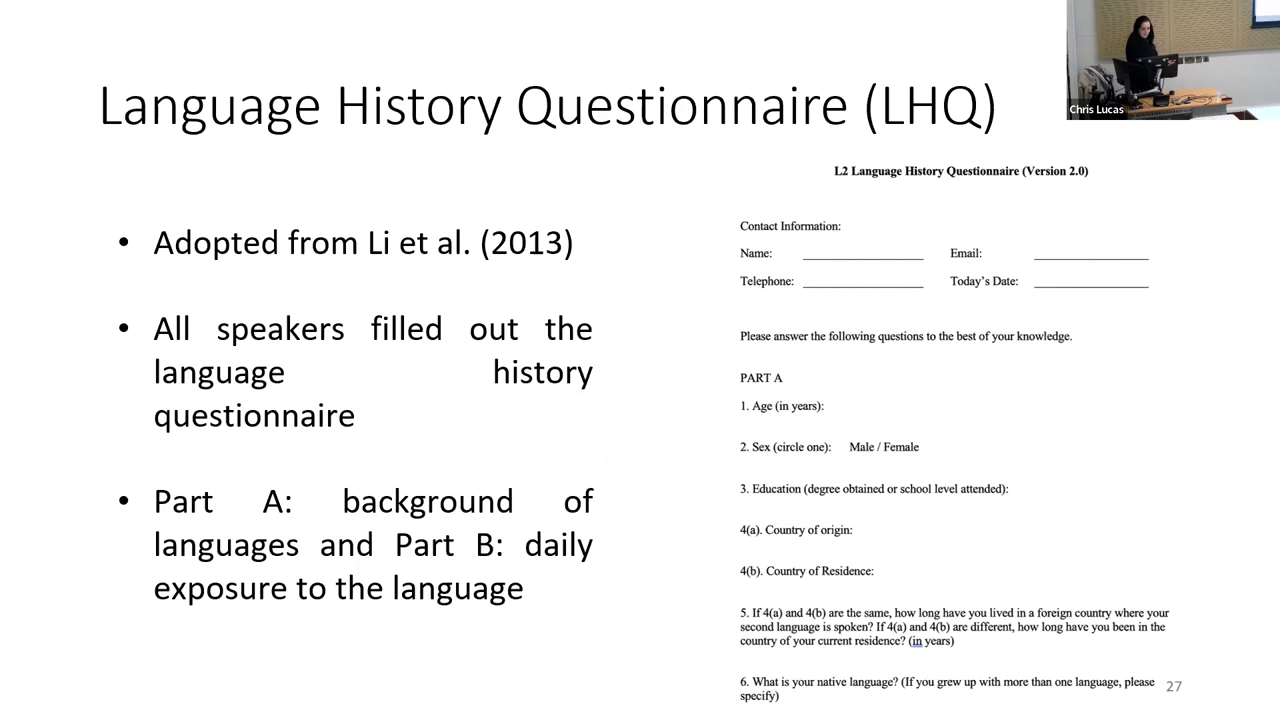 Language History Questionnaire (LHQ)
Chris Lucas
• Adopted from Li et al. (2013)
• All speakers filled out the
language history
questionnaire
• Part A: background of
languages and Part B: daily
exposure to the language
L2 Language History Questionnaire (Version 2.0)
Contact Information:
Name: ____________________ Email: ____________________
Telephone: ____________________ Today's Date: ____________________
Please answer the following questions to the best of your knowledge.
PART A
1. Age (in years):
2. Sex (circle one): Male / Female
3. Education (degree obtained or school level attended):
4(a). Country of origin:
4(b). Country of Residence:
5. If 4(a) and 4(b) are the same, how long have you lived in a foreign country where your
second language is spoken? If 4(a) and 4(b) are different, how long have you been in the
country of your current residence? (in years)
6. What is your native language? (If you grew up with more than one language, please
specify)
27